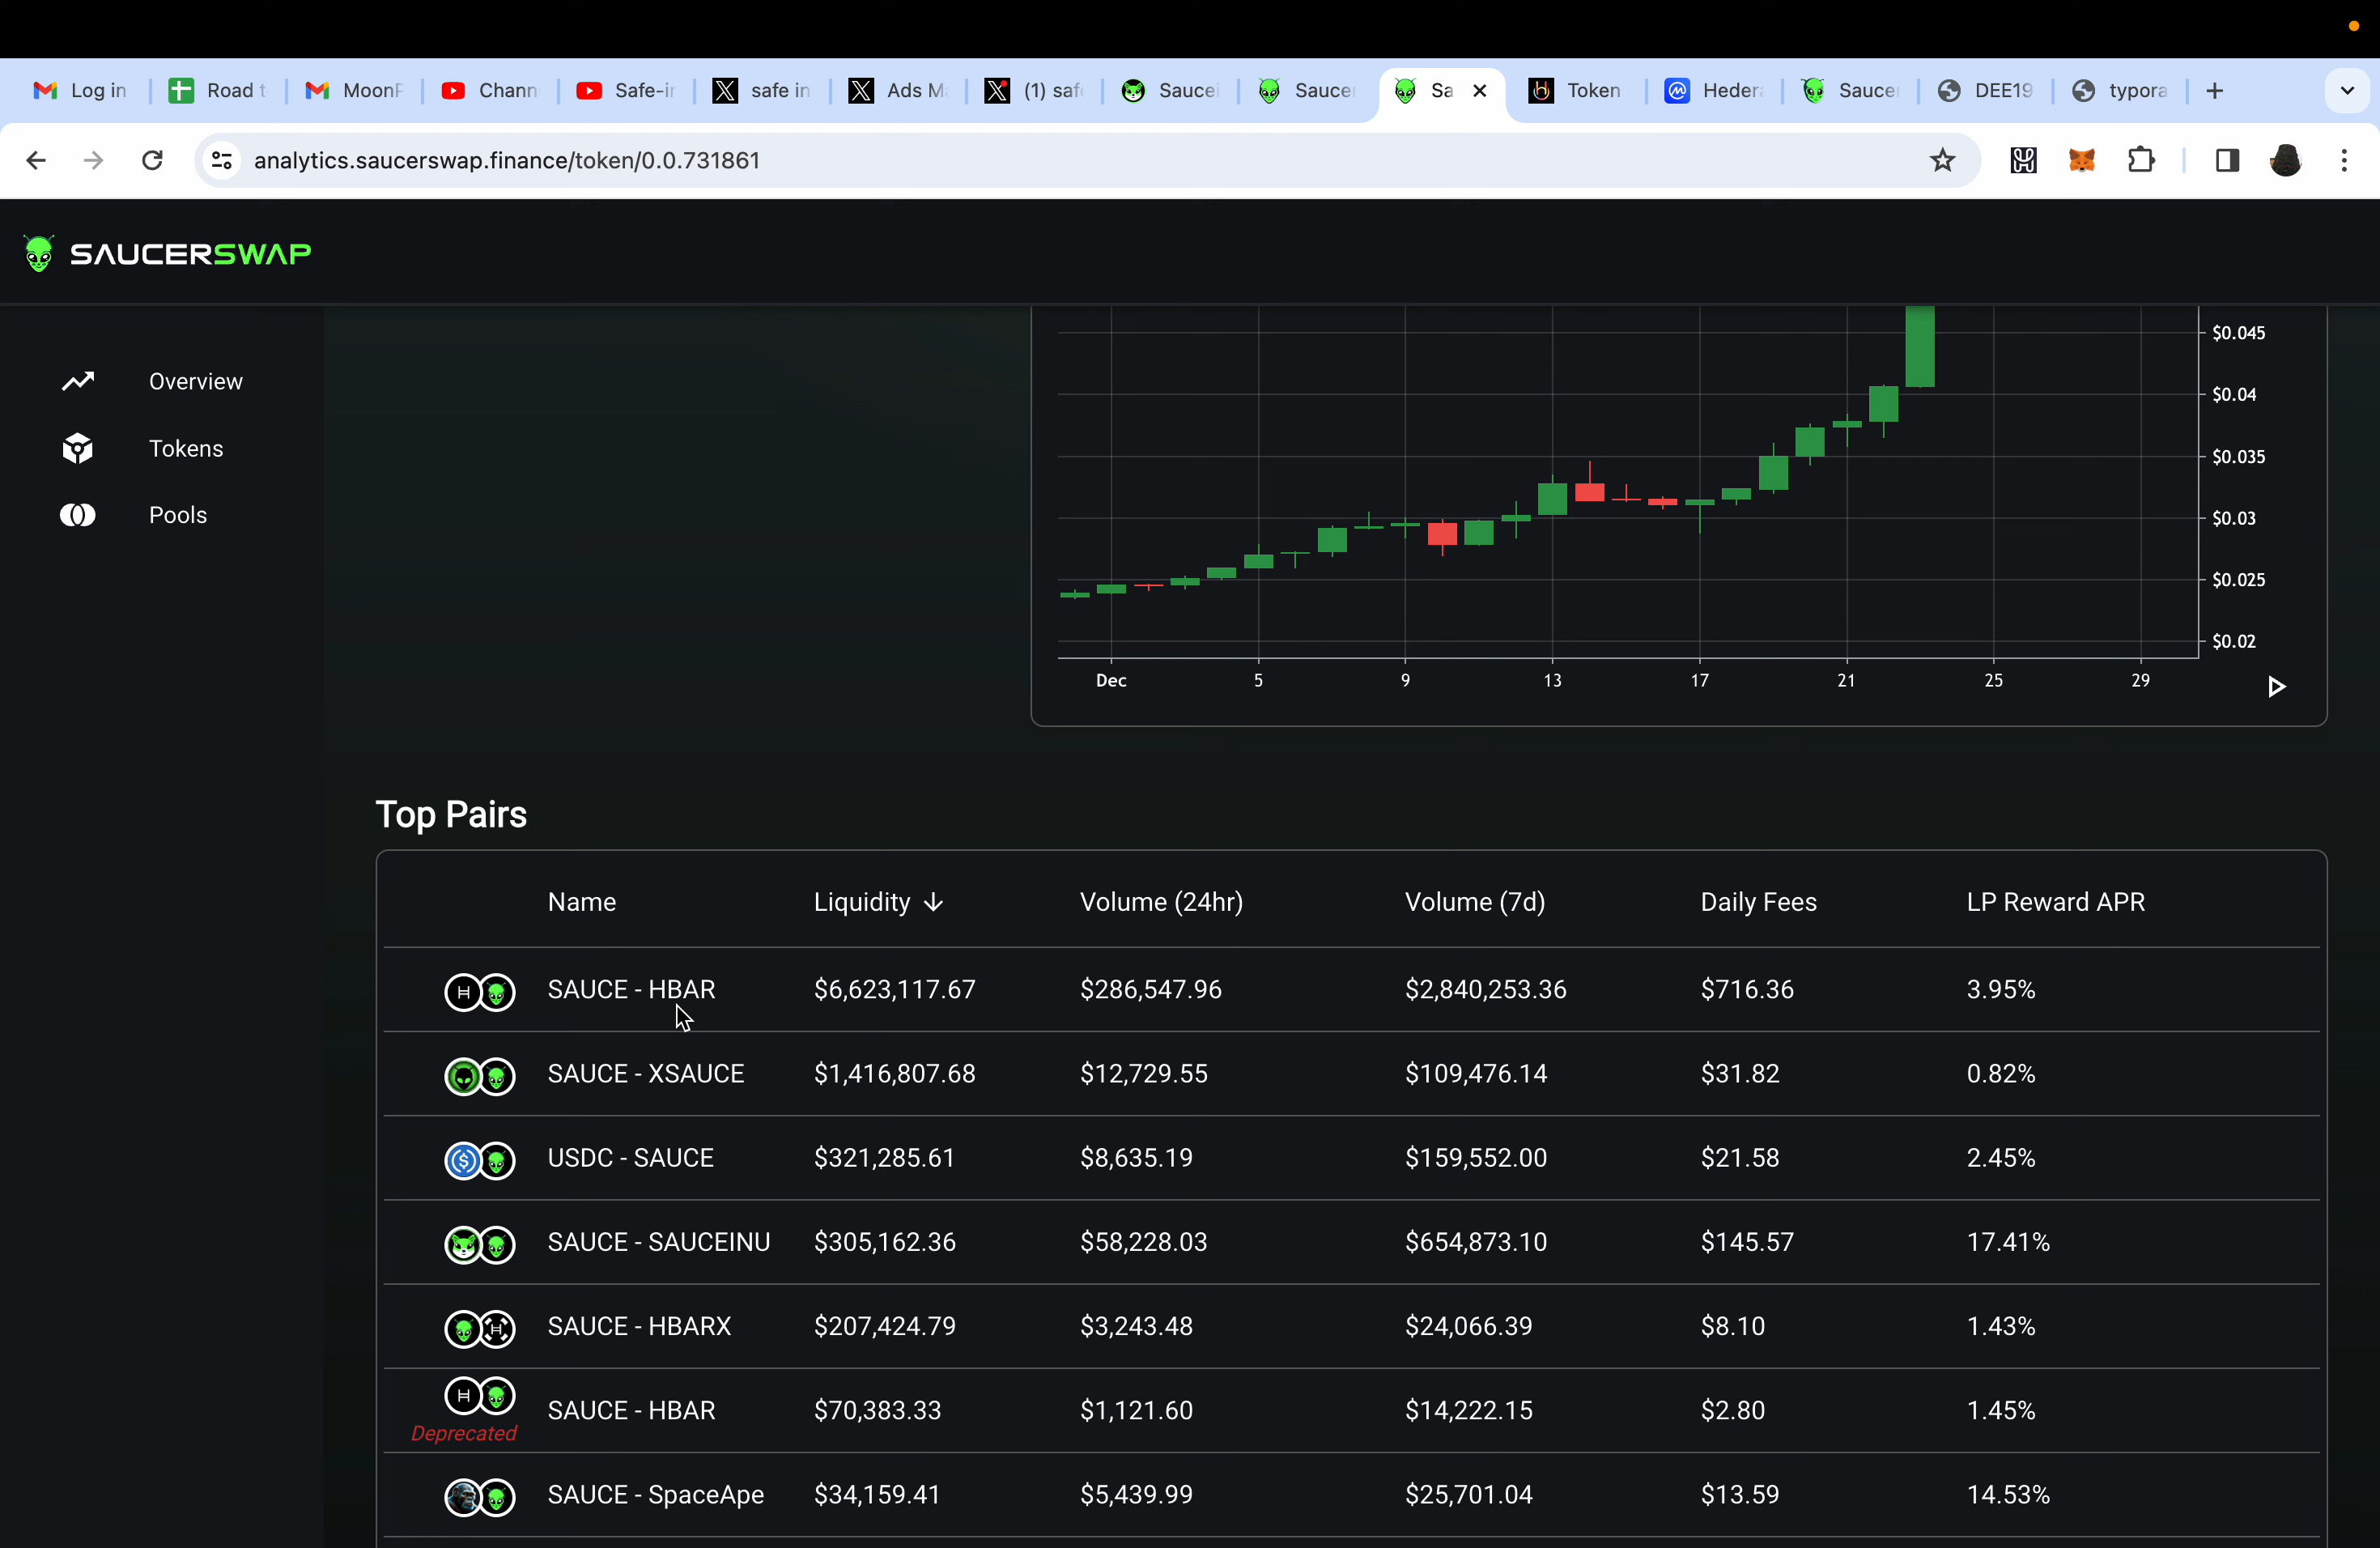 Log in
Road t
MoonP
Chann
Safe-in
safe in
Ads Ma
(1) safe
Saucei
Saucer
Sa
Token
Hedera
Saucer
DEE19
typora
analytics.saucerswap.finance/token/0.0.731861
SAUCERSWAP
Overview
Tokens
Pools
$0.045
$0.04
$0.035
$0.03
$0.025
$0.02
Dec 5 9 13 17 21 25 29
Top Pairs
Name Liquidity Volume (24hr) Volume (7d) Daily Fees LP Reward APR
SAUCE - HBAR $6,623,117.67 $286,547.96 $2,840,253.36 $716.36 3.95%
SAUCE - XSAUCE $1,416,807.68 $12,729.55 $109,476.14 $31.82 0.82%
USDC - SAUCE $321,285.61 $8,635.19 $159,552.00 $21.58 2.45%
SAUCE - SAUCEINU $305,162.36 $58,228.03 $654,873.10 $145.57 17.41%
SAUCE - HBARX $207,424.79 $3,243.48 $24,066.39 $8.10 1.43%
SAUCE - HBAR $70,383.33 $1,121.60 $14,222.15 $2.80 1.45%
Deprecated
SAUCE - SpaceApe $34,159.41 $5,439.99 $25,701.04 $13.59 14.53%